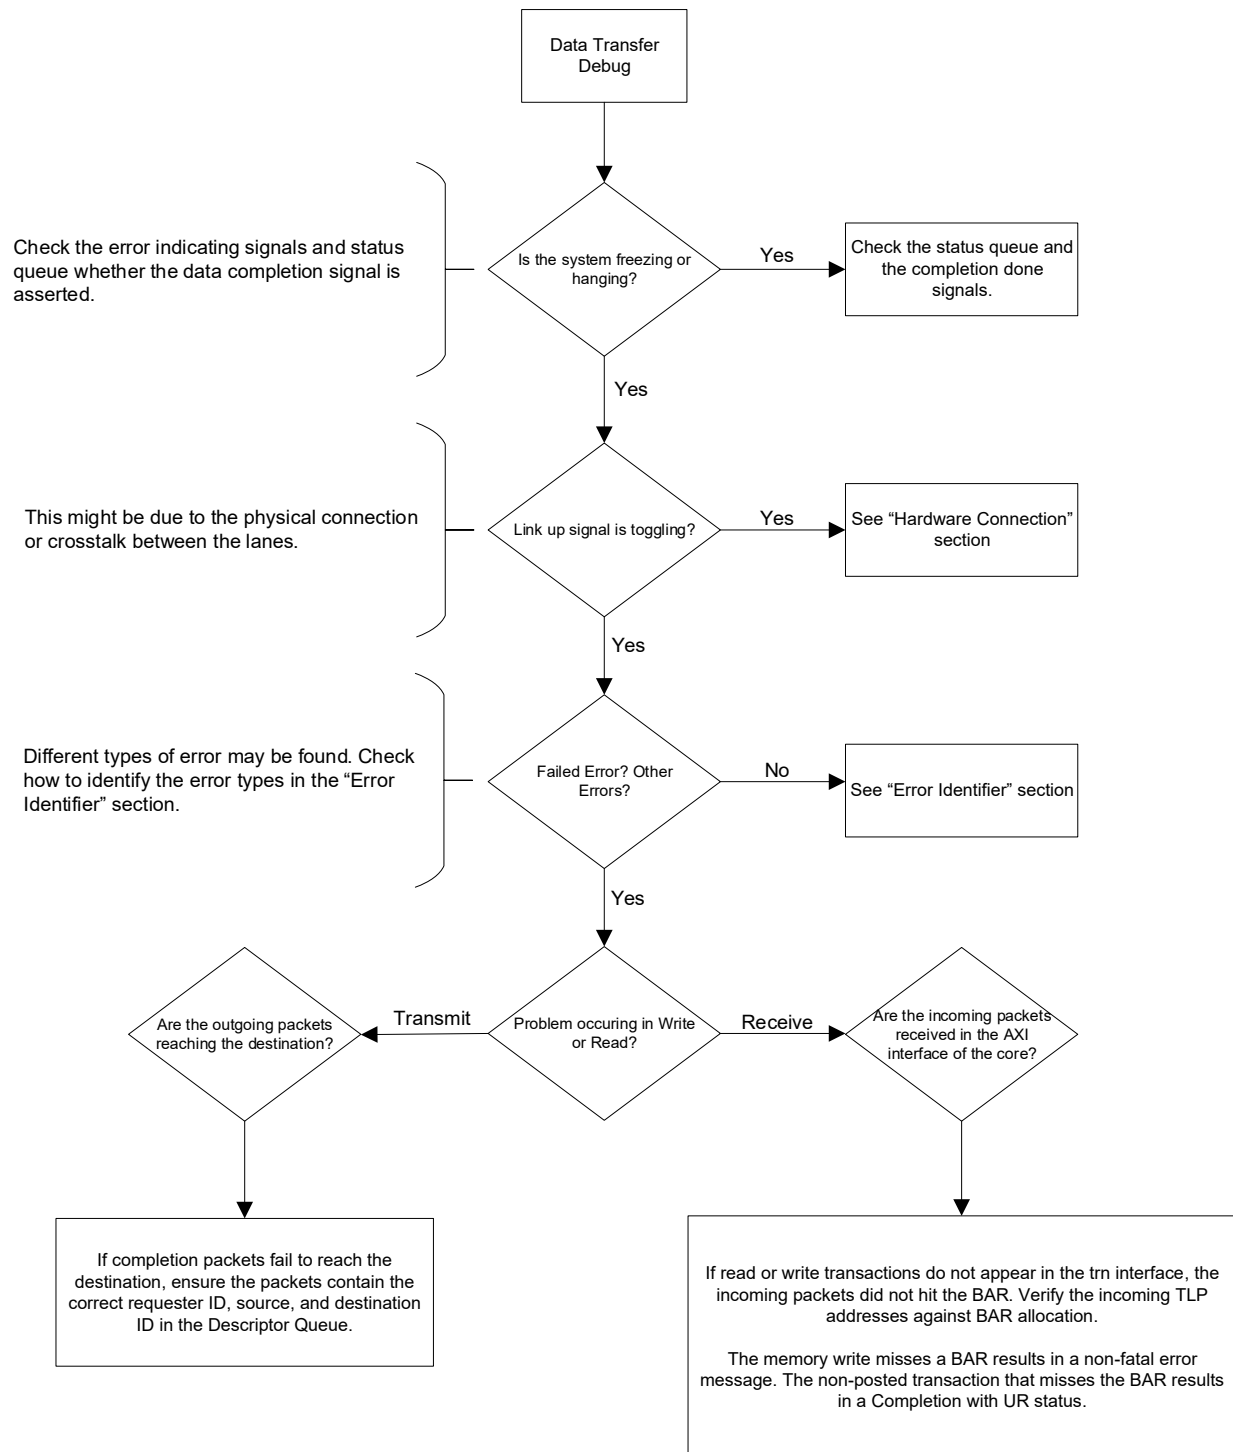 Data Transfer
Debug
Check the error indicating signals and status
queue whether the data completion signal is
asserted.
Is the system freezing or
hanging?
Yes
Check the status queue and
the completion done
signals.
Yes
This might be due to the physical connection
or crosstalk between the lanes.
Link up signal is toggling?
Yes
See “Hardware Connection”
section
Yes
Different types of error may be found. Check
how to identify the error types in the “Error
Identifier” section.
Failed Error? Other
Errors?
No
See “Error Identifier” section
Yes
Are the outgoing packets
reaching the destination?
Transmit
Problem occuring in Write
or Read?
Receive
Are the incoming packets
received in the AXI
interface of the core?
If completion packets fail to reach the
destination, ensure the packets contain the
correct requester ID, source, and destination
ID in the Descriptor Queue.
If read or write transactions do not appear in the trn interface, the
incoming packets did not hit the BAR. Verify the incoming TLP
addresses against BAR allocation.
The memory write misses a BAR results in a non-fatal error
message. The non-posted transaction that misses the BAR results
in a Completion with UR status.